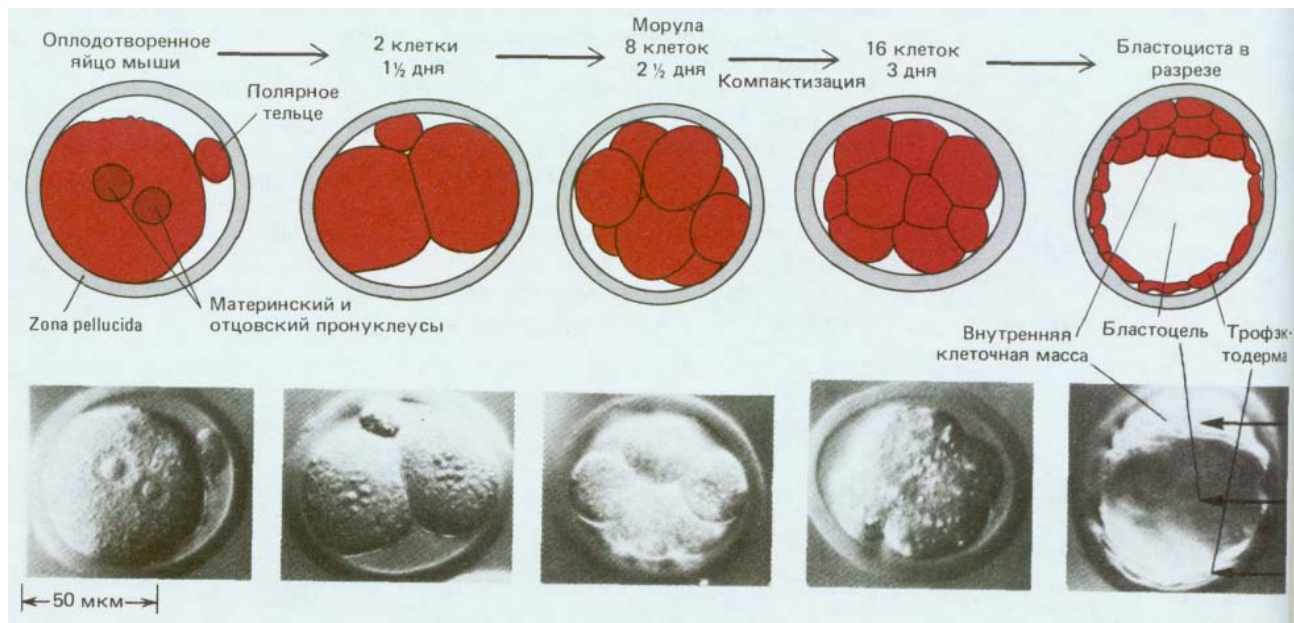 Оплодотворенное
яйцо мыши
2 клетки
1½ дня
Морула
8 клеток
2 ½ дня
Компактизация
16 клеток
3 дня
Бластоциста в
разрезе
Полярное
тельце
Zona pellucida
Материнский и
отцовский пронуклеусы
Внутренняя
клеточная масса
Бластоцель
Трофэк-
тодерма
50 мкм